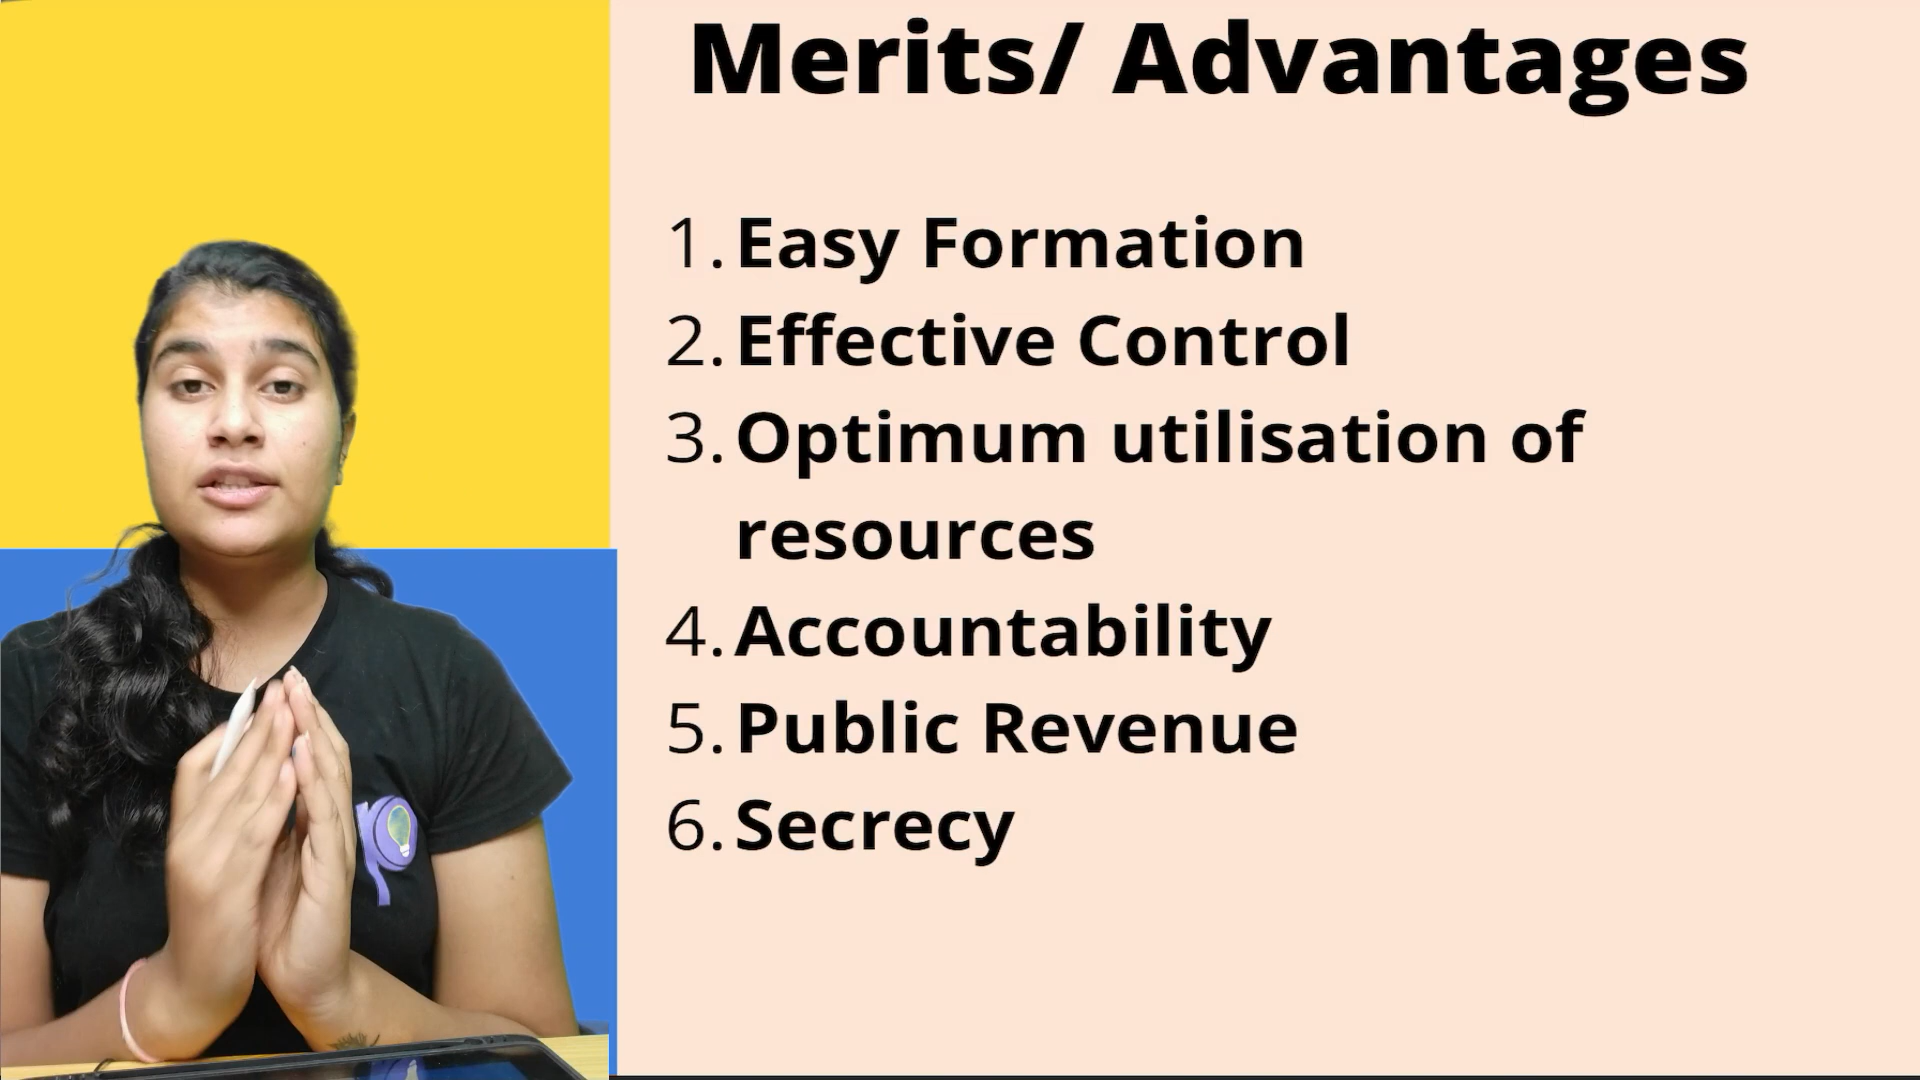 Merits/ Advantages
1. Easy Formation
2. Effective Control
3. Optimum utilisation of
resources
4. Accountability
5. Public Revenue
6. Secrecy